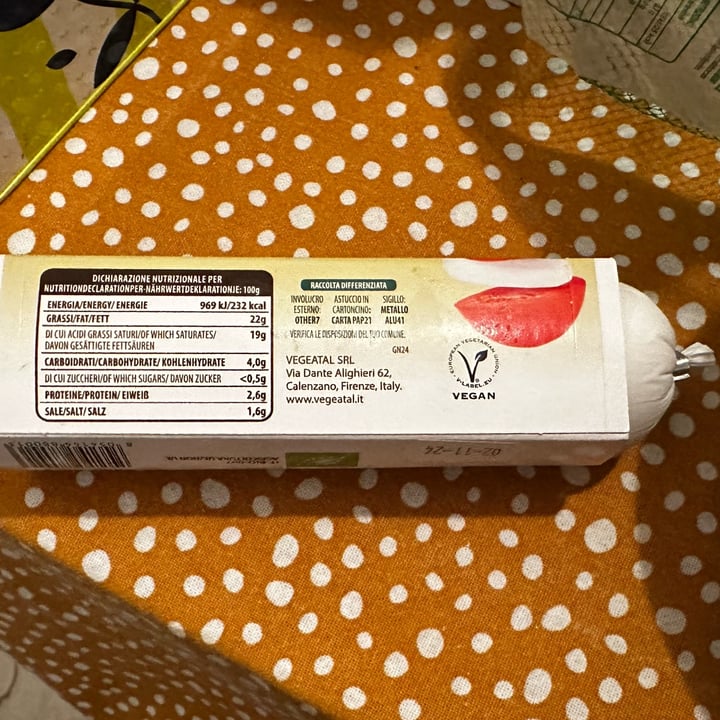 DICHIARAZIONE NUTRIZIONALE PER
NUTRITIONDECLARATIONPER-NÄHRWERTDEKLARATIONJE: 100g
ENERGIA/ENERGY/ENERGIE 969 kJ/232 kcal
GRASSI/FAT/FETT 22g
DI CUI ACIDI GRASSI SATURI/OF WHICH SATURATES/ 19g
DAVON GESÄTTIGTE FETTSÄUREN
CARBOIDRATI/CARBOHYDRATE/ KOHLENHYDRATE 4,0g
DI CUI ZUCCHERI/OF WHICH SUGARS/ DAVON ZUCKER <0,5g
PROTEINE/PROTEIN/ EIWEIß 2,6g
SALE/SALT/ SALZ 1,6g
RACCOLTA DIFFERENZIATA
INVOLUCRO ASTUCCIO IN SIGILLO:
ESTERNO: CARTONCINO: METALLO
OTHER7 CARTA PAP21 ALU41
VERIFICA LE DISPOSIZIONI DEL TUO COMUNE.
GN24
VEGEATAL SRL
Via Dante Alighieri 62,
Calenzano, Firenze, Italy.
www.vegeatal.it
EUROPEAN VEGETARIAN UNION
V-LABEL.EU
VEGAN
02-11-24